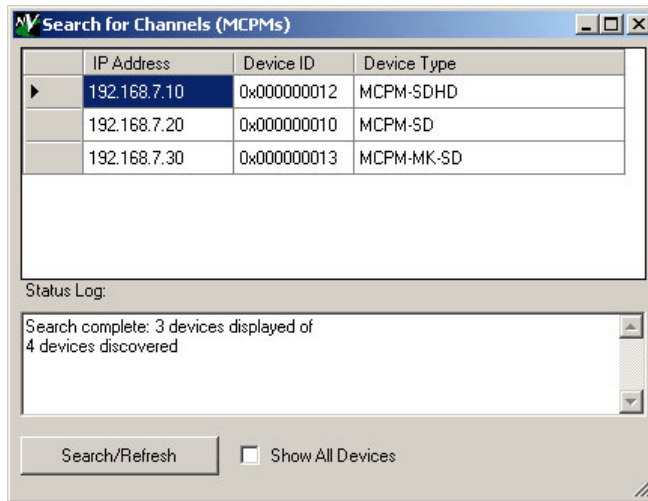 NV Search for Channels (MCPMs)
IP Address Device ID Device Type
192.168.7.10 0x000000012 MCPM-SDHD
192.168.7.20 0x000000010 MCPM-SD
192.168.7.30 0x000000013 MCPM-MK-SD
Status Log:
Search complete: 3 devices displayed of
4 devices discovered
Search/Refresh Show All Devices